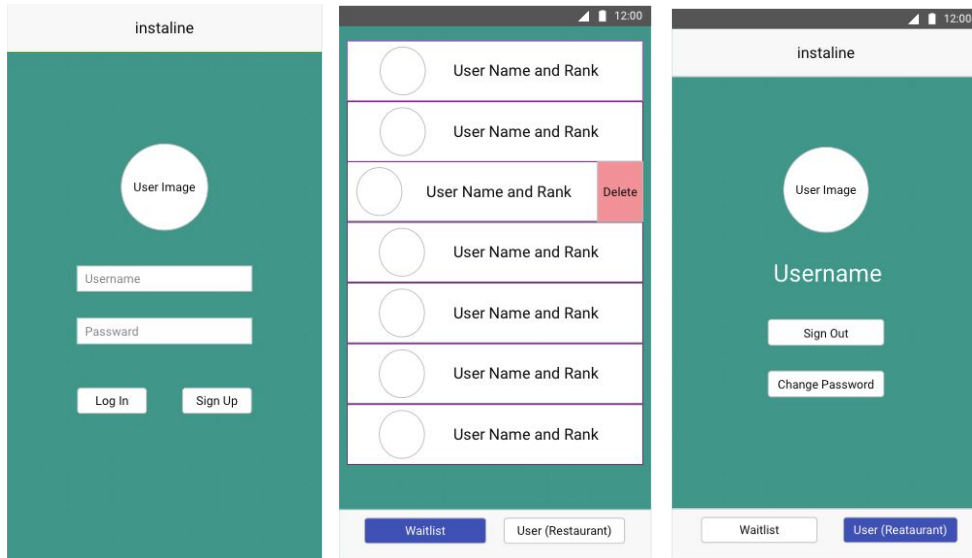 instaline
User Image
Username
Passward
Log In
Sign Up
12:00
User Name and Rank
User Name and Rank
User Name and Rank
Delete
User Name and Rank
User Name and Rank
User Name and Rank
User Name and Rank
Waitlist
User (Restaurant)
12:00
instaline
User Image
Username
Sign Out
Change Password
Waitlist
User (Reataurant)